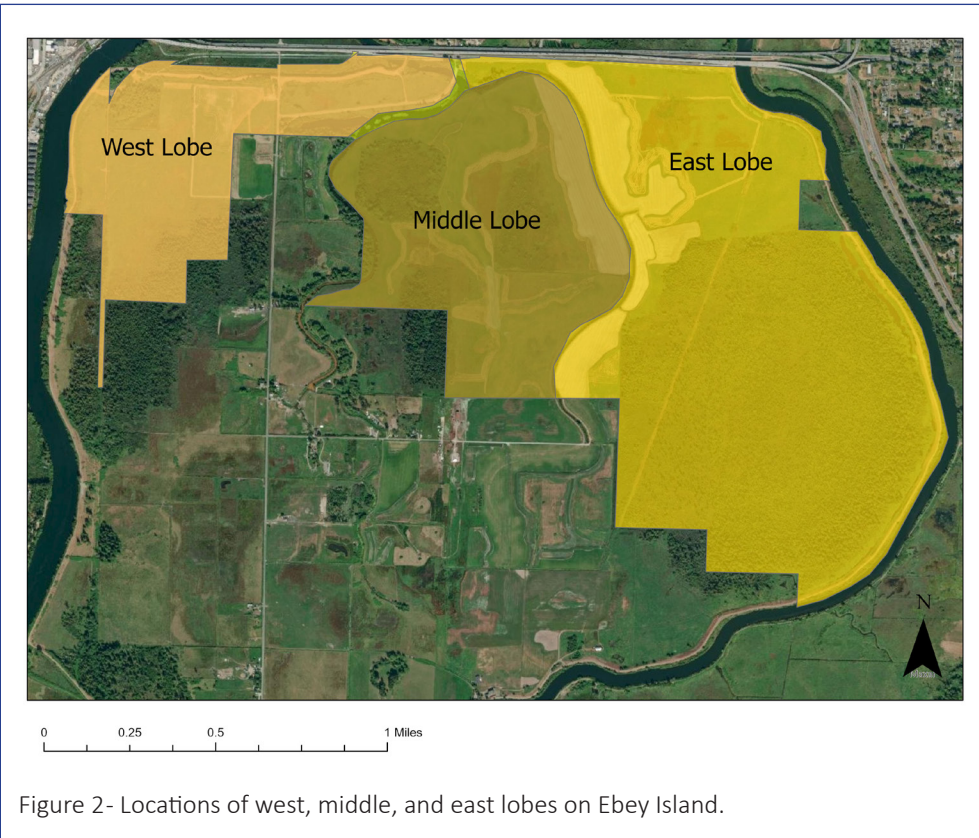 West Lobe
East Lobe
Middle Lobe
N
0 0.25 0.5 1 Miles
Figure 2- Locations of west, middle, and east lobes on Ebey Island.